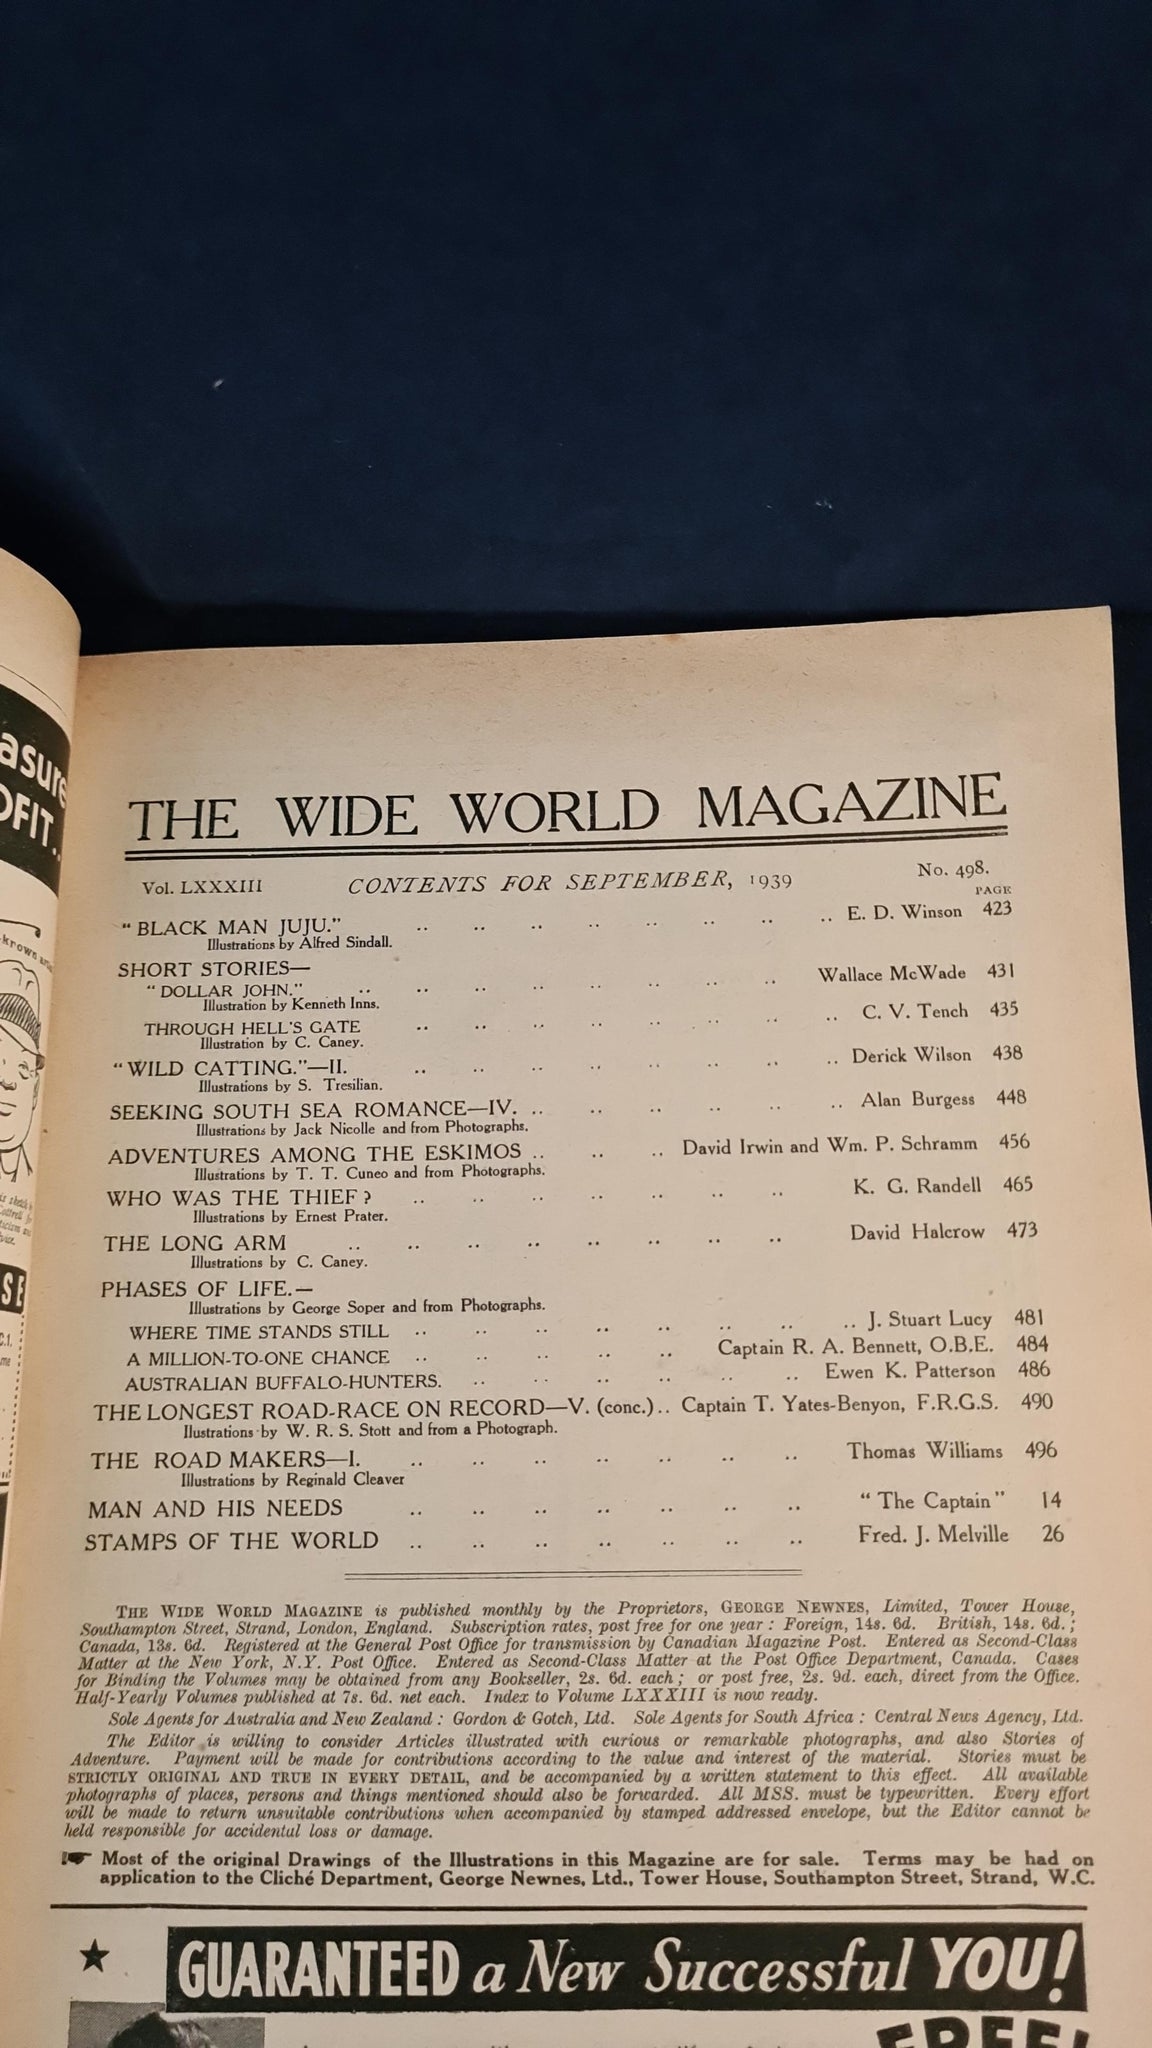 asure
OFIT..
THE WIDE WORLD MAGAZINE
Vol. LXXXIII CONTENTS FOR SEPTEMBER, 1939 No. 498.
PAGE
"BLACK MAN JUJU." .. .. .. .. .. .. .. .. E. D. Winson 423
Illustrations by Alfred Sindall.
SHORT STORIES—
"DOLLAR JOHN." .. .. .. .. .. .. .. .. Wallace McWade 431
Illustration by Kenneth Inns.
THROUGH HELL'S GATE .. .. .. .. .. .. .. .. C. V. Tench 435
Illustration by C. Caney.
"WILD CATTING."—II. .. .. .. .. .. .. .. .. Derick Wilson 438
Illustrations by S. Tresilian.
SEEKING SOUTH SEA ROMANCE—IV. .. .. .. .. .. .. Alan Burgess 448
Illustrations by Jack Nicolle and from Photographs.
ADVENTURES AMONG THE ESKIMOS .. .. .. David Irwin and Wm. P. Schramm 456
Illustrations by T. T. Cuneo and from Photographs.
WHO WAS THE THIEF? .. .. .. .. .. .. .. K. G. Randell 465
Illustrations by Ernest Prater.
THE LONG ARM .. .. .. .. .. .. .. .. David Halcrow 473
Illustrations by C. Caney.
PHASES OF LIFE.—
Illustrations by George Soper and from Photographs.
WHERE TIME STANDS STILL .. .. .. .. .. .. .. .. J. Stuart Lucy 481
A MILLION-TO-ONE CHANCE .. .. .. .. .. Captain R. A. Bennett, O.B.E. 484
AUSTRALIAN BUFFALO-HUNTERS. .. .. .. .. .. .. Ewen K. Patterson 486
THE LONGEST ROAD-RACE ON RECORD—V. (conc.) .. Captain T. Yates-Benyon, F.R.G.S. 490
Illustrations by W. R. S. Stott and from a Photograph.
THE ROAD MAKERS—I. .. .. .. .. .. .. .. Thomas Williams 496
Illustrations by Reginald Cleaver
MAN AND HIS NEEDS .. .. .. .. .. .. .. "The Captain" 14
STAMPS OF THE WORLD .. .. .. .. .. .. .. Fred. J. Melville 26
THE WIDE WORLD MAGAZINE is published monthly by the Proprietors, GEORGE NEWNES, Limited, Tower House,
Southampton Street, Strand, London, England. Subscription rates, post free for one year : Foreign, 14s. 6d. British, 14s. 6d. ;
Canada, 13s. 6d. Registered at the General Post Office for transmission by Canadian Magazine Post. Entered as Second-Class
Matter at the New York, N.Y. Post Office. Entered as Second-Class Matter at the Post Office Department, Canada. Cases
for Binding the Volumes may be obtained from any Bookseller, 2s. 6d. each ; or post free, 2s. 9d. each, direct from the Office.
Half-Yearly Volumes published at 7s. 6d. net each. Index to Volume LXXXIII is now ready.
Sole Agents for Australia and New Zealand : Gordon & Gotch, Ltd. Sole Agents for South Africa : Central News Agency, Ltd.
The Editor is willing to consider Articles illustrated with curious or remarkable photographs, and also Stories of
Adventure. Payment will be made for contributions according to the value and interest of the material. Stories must be
STRICTLY ORIGINAL AND TRUE IN EVERY DETAIL, and be accompanied by a written statement to this effect. All available
photographs of places, persons and things mentioned should also be forwarded. All MSS. must be typewritten. Every effort
will be made to return unsuitable contributions when accompanied by stamped addressed envelope, but the Editor cannot be
held responsible for accidental loss or damage.
Most of the original Drawings of the Illustrations in this Magazine are for sale. Terms may be had on
application to the Cliché Department, George Newnes, Ltd., Tower House, Southampton Street, Strand, W.C.
GUARANTEED a New Successful YOU!
FREE!